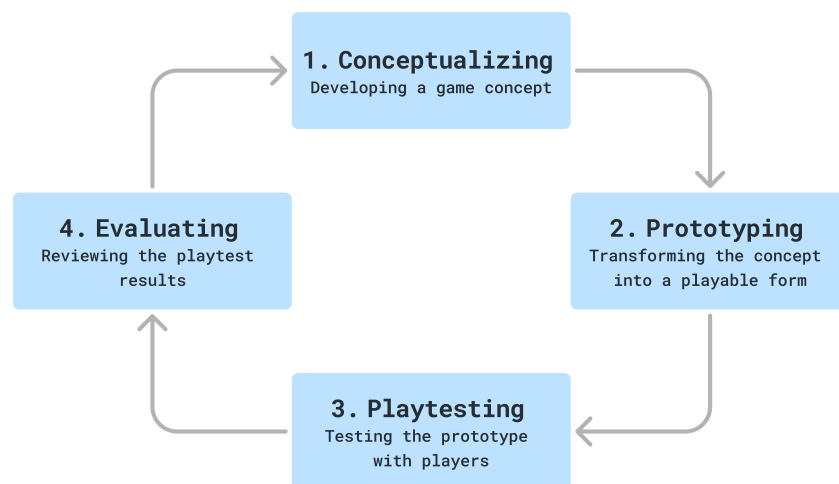 1. Conceptualizing
Developing a game concept
2. Prototyping
Transforming the concept
into a playable form
3. Playtesting
Testing the prototype
with players
4. Evaluating
Reviewing the playtest
results